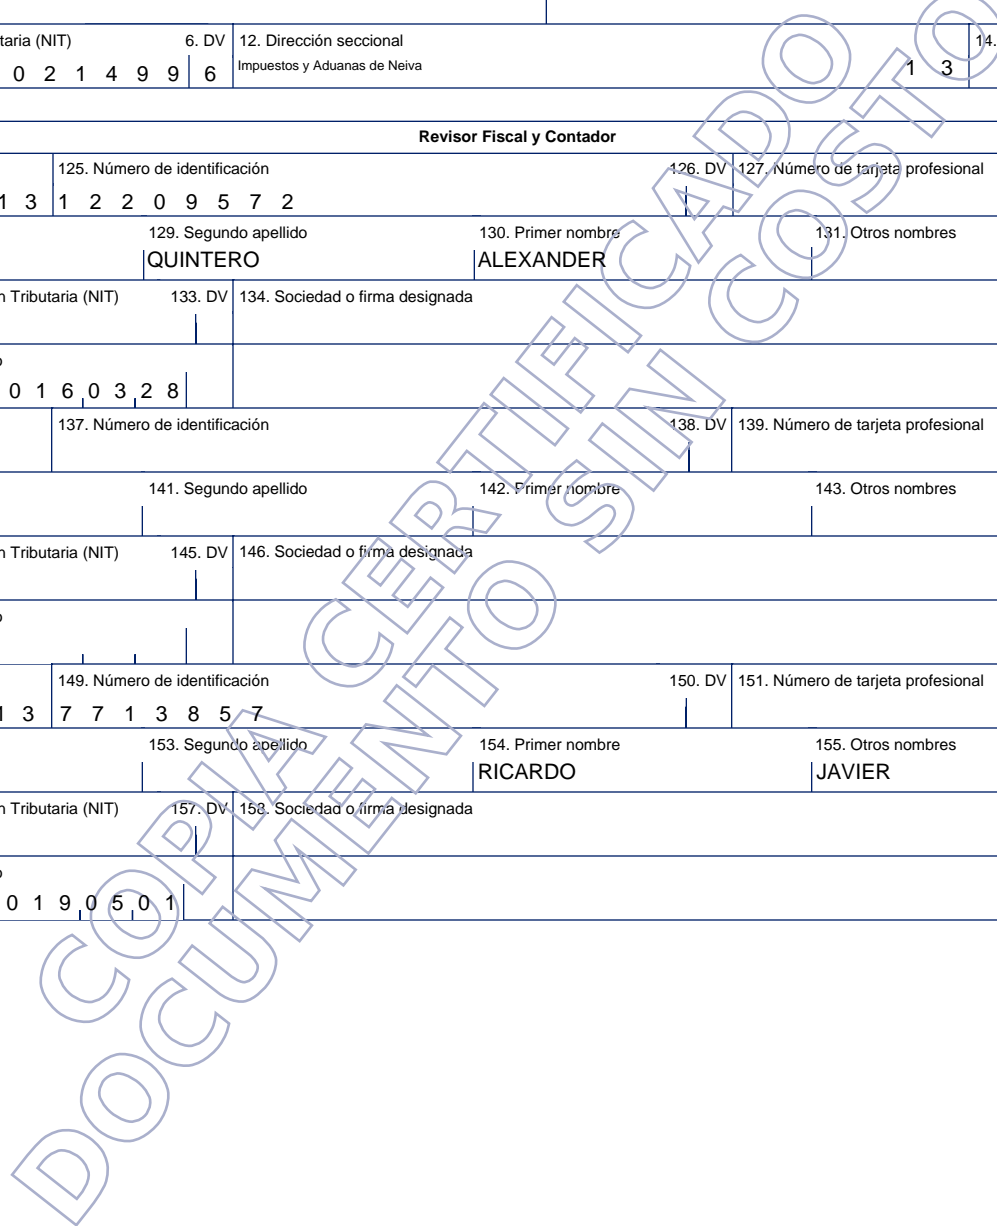 taria (NIT) 6. DV 12. Dirección seccional 14.
0 2 1 4 9 9 6 Impuestos y Aduanas de Neiva 1 3
Revisor Fiscal y Contador
125. Número de identificación 126. DV 127. Número de tarjeta profesional
1 3 1 2 2 0 9 5 7 2
129. Segundo apellido 130. Primer nombre 131. Otros nombres
QUINTERO ALEXANDER
n Tributaria (NIT) 133. DV 134. Sociedad o firma designada
o
0 1 6 0 3 2 8
137. Número de identificación 138. DV 139. Número de tarjeta profesional
141. Segundo apellido 142. Primer nombre 143. Otros nombres
n Tributaria (NIT) 145. DV 146. Sociedad o firma designada
o
149. Número de identificación 150. DV 151. Número de tarjeta profesional
1 3 7 7 1 3 8 5 7
153. Segundo apellido 154. Primer nombre 155. Otros nombres
RICARDO JAVIER
n Tributaria (NIT) 157. DV 158. Sociedad o firma designada
o
0 1 9 0 5 0 1
COPIA CERTIFICADO
DOCUMENTO SIN COSTO